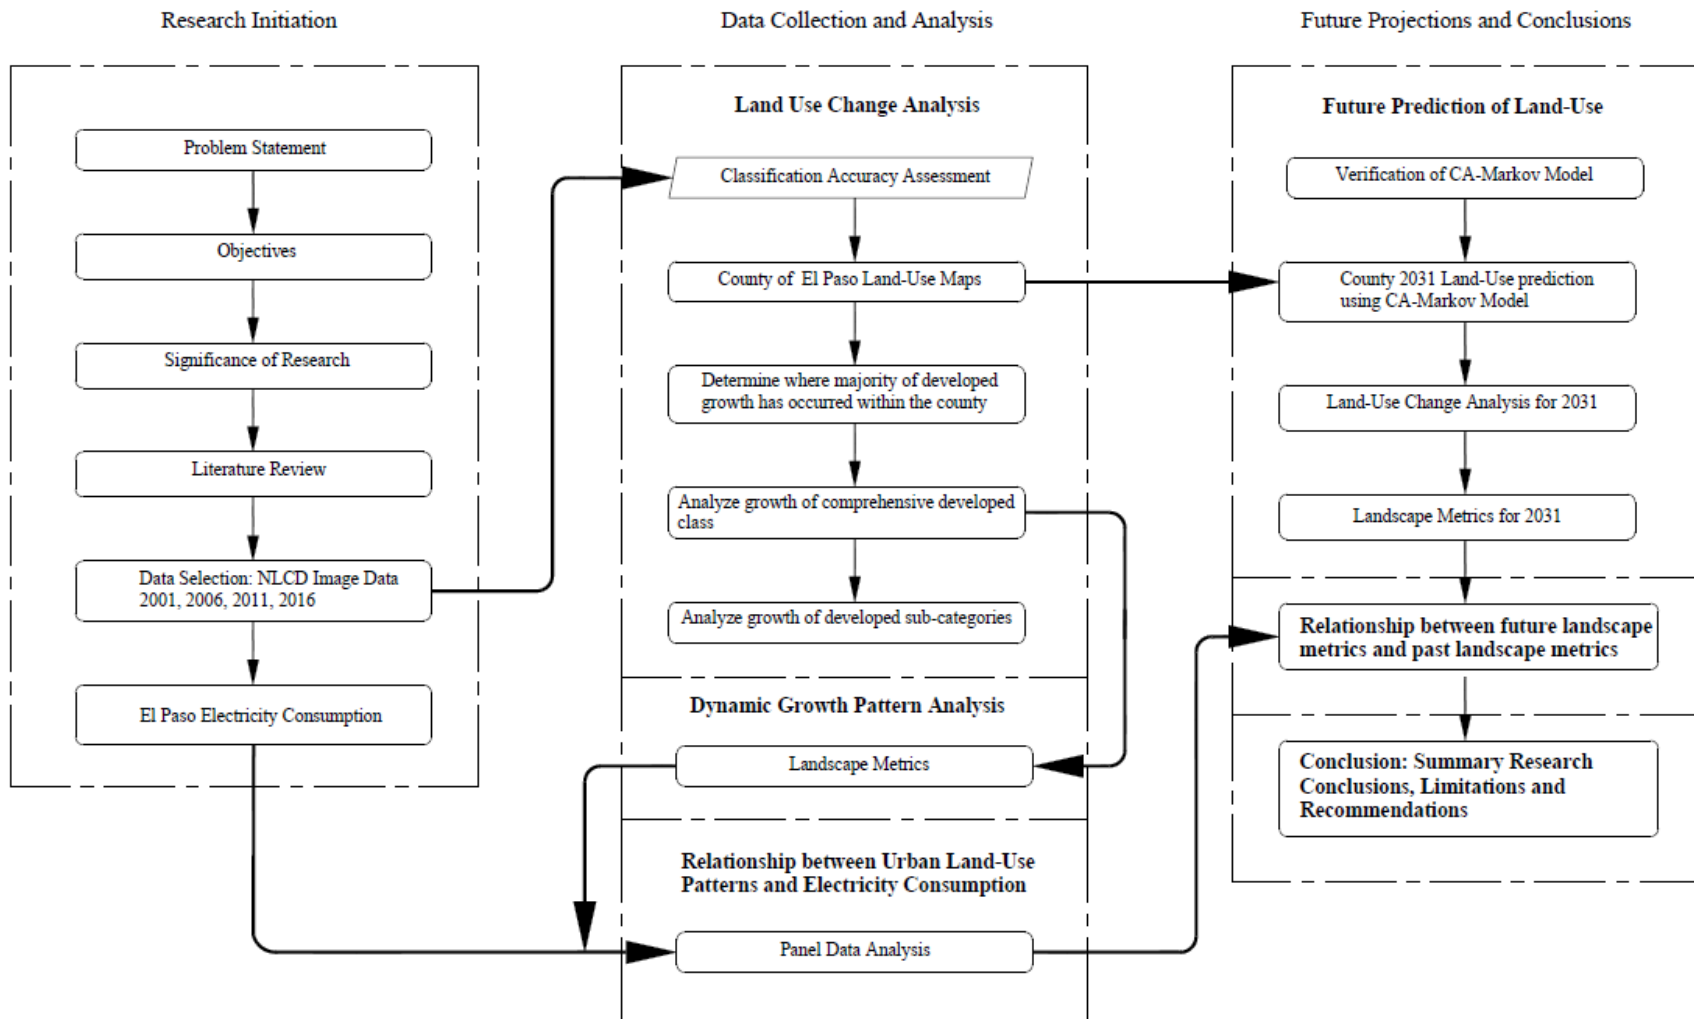 Research Initiation
Problem Statement
Objectives
Significance of Research
Literature Review
Data Selection: NLCD Image Data
2001, 2006, 2011, 2016
El Paso Electricity Consumption
Data Collection and Analysis
Land Use Change Analysis
Classification Accuracy Assessment
County of El Paso Land-Use Maps
Determine where majority of developed
growth has occurred within the county
Analyze growth of comprehensive developed
class
Analyze growth of developed sub-categories
Dynamic Growth Pattern Analysis
Landscape Metrics
Relationship between Urban Land-Use
Patterns and Electricity Consumption
Panel Data Analysis
Future Projections and Conclusions
Future Prediction of Land-Use
Verification of CA-Markov Model
County 2031 Land-Use prediction
using CA-Markov Model
Land-Use Change Analysis for 2031
Landscape Metrics for 2031
Relationship between future landscape
metrics and past landscape metrics
Conclusion: Summary Research
Conclusions, Limitations and
Recommendations